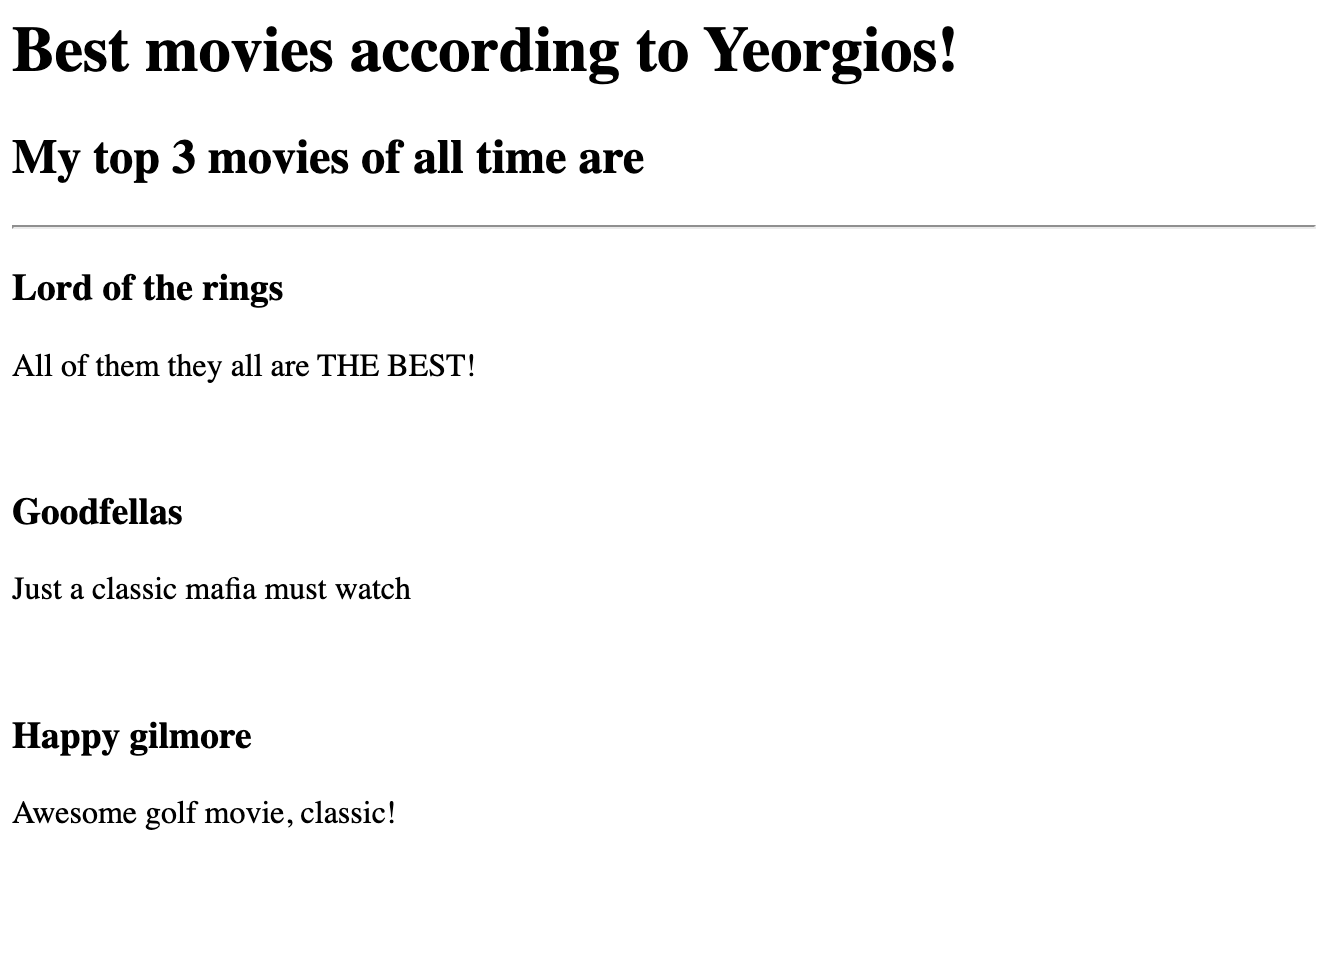 Best movies according to Yeorgios!
My top 3 movies of all time are
Lord of the rings
All of them they all are THE BEST!
Goodfellas
Just a classic mafia must watch
Happy gilmore
Awesome golf movie, classic!